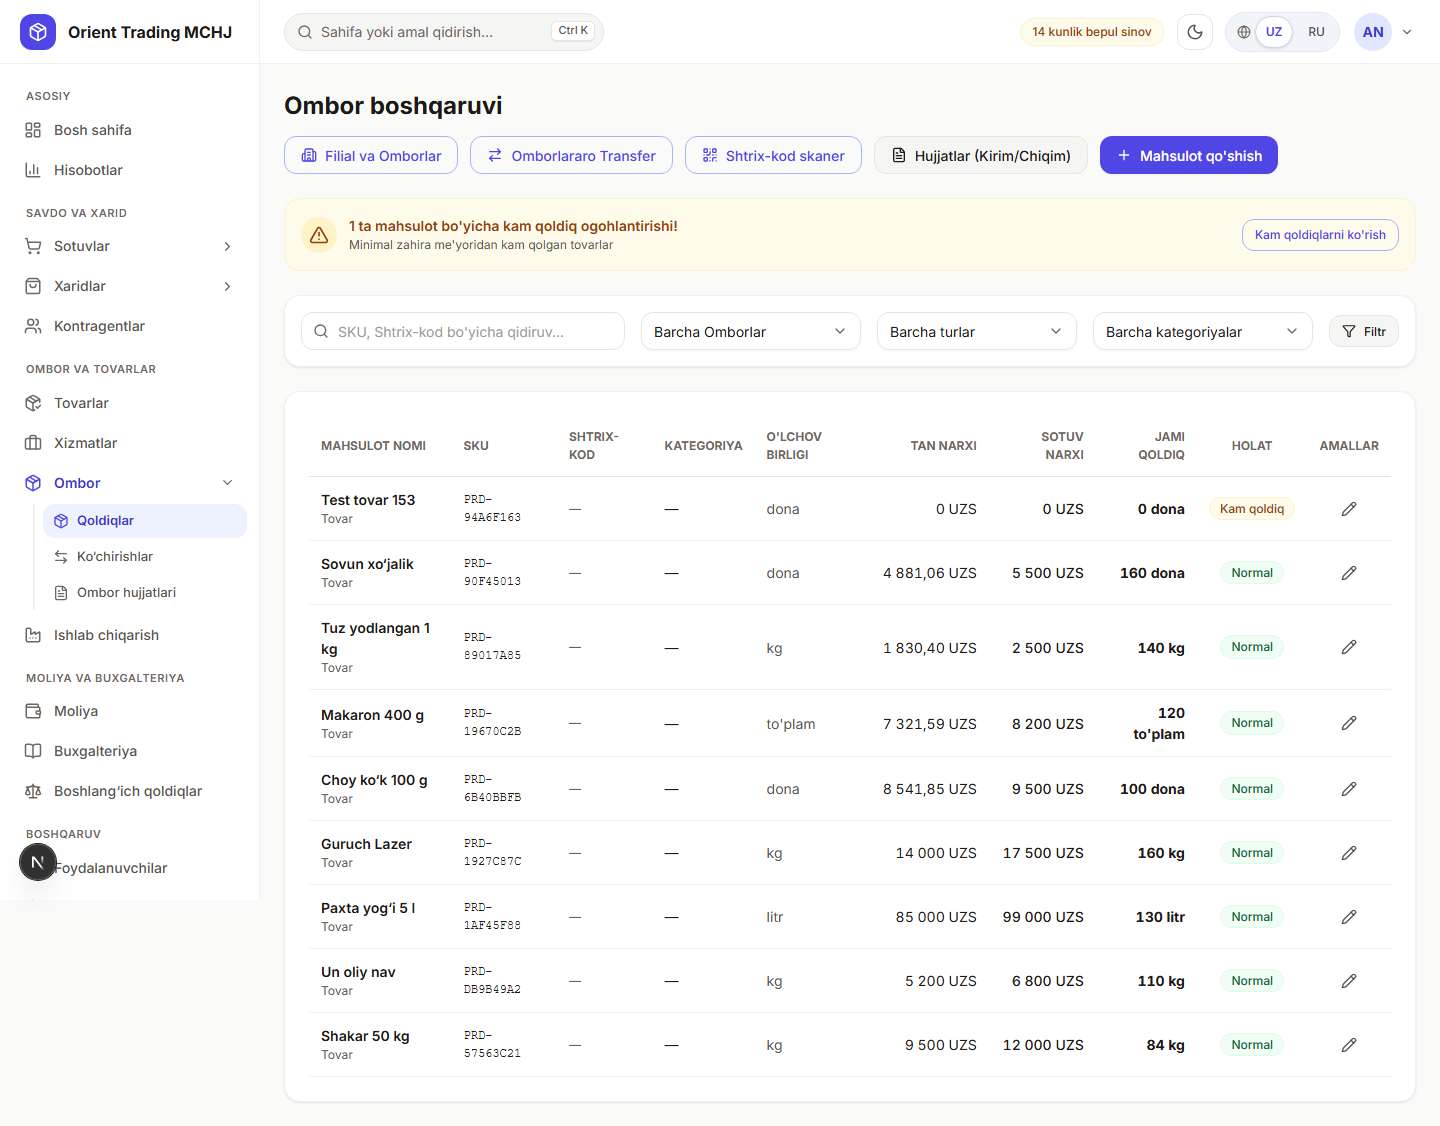 Orient Trading MCHJ
Sahifa yoki amal qidirish...
Ctrl K
14 kunlik bepul sinov
UZ
RU
AN
ASOSIY
Bosh sahifa
Hisobotlar
SAVDO VA XARID
Sotuvlar
Xaridlar
Kontragentlar
OMBOR VA TOVARLAR
Tovarlar
Xizmatlar
Ombor
Qoldiqlar
Ko‘chirishlar
Ombor hujjatlari
Ishlab chiqarish
MOLIYA VA BUXGALTERIYA
Moliya
Buxgalteriya
Boshlang‘ich qoldiqlar
BOSHQARUV
N
Foydalanuvchilar
Ombor boshqaruvi
Filial va Omborlar
Omborlararo Transfer
Shtrix-kod skaner
Hujjatlar (Kirim/Chiqim)
Mahsulot qo'shish
1 ta mahsulot bo'yicha kam qoldiq ogohlantirishi!
Minimal zahira me'yoridan kam qolgan tovarlar
Kam qoldiqlarni ko'rish
SKU, Shtrix-kod bo'yicha qidiruv...
Barcha Omborlar
Barcha turlar
Barcha kategoriyalar
Filtr
MAHSULOT NOMI SKU SHTRIX-KOD KATEGORIYA O'LCHOV BIRLIGI TAN NARXI SOTUV NARXI JAMI QOLDIQ HOLAT AMALLAR
Test tovar 153 Tovar PRD-94A6F163 — — dona 0 UZS 0 UZS 0 dona Kam qoldiq
Sovun xo‘jalik Tovar PRD-90F45013 — — dona 4 881,06 UZS 5 500 UZS 160 dona Normal
Tuz yodlangan 1 kg Tovar PRD-89017A85 — — kg 1 830,40 UZS 2 500 UZS 140 kg Normal
Makaron 400 g Tovar PRD-19670C2B — — to'plam 7 321,59 UZS 8 200 UZS 120 to'plam Normal
Choy ko‘k 100 g Tovar PRD-6B40BBFB — — dona 8 541,85 UZS 9 500 UZS 100 dona Normal
Guruch Lazer Tovar PRD-1927C87C — — kg 14 000 UZS 17 500 UZS 160 kg Normal
Paxta yog‘i 5 l Tovar PRD-1AF45F88 — — litr 85 000 UZS 99 000 UZS 130 litr Normal
Un oliy nav Tovar PRD-DB9B49A2 — — kg 5 200 UZS 6 800 UZS 110 kg Normal
Shakar 50 kg Tovar PRD-57563C21 — — kg 9 500 UZS 12 000 UZS 84 kg Normal